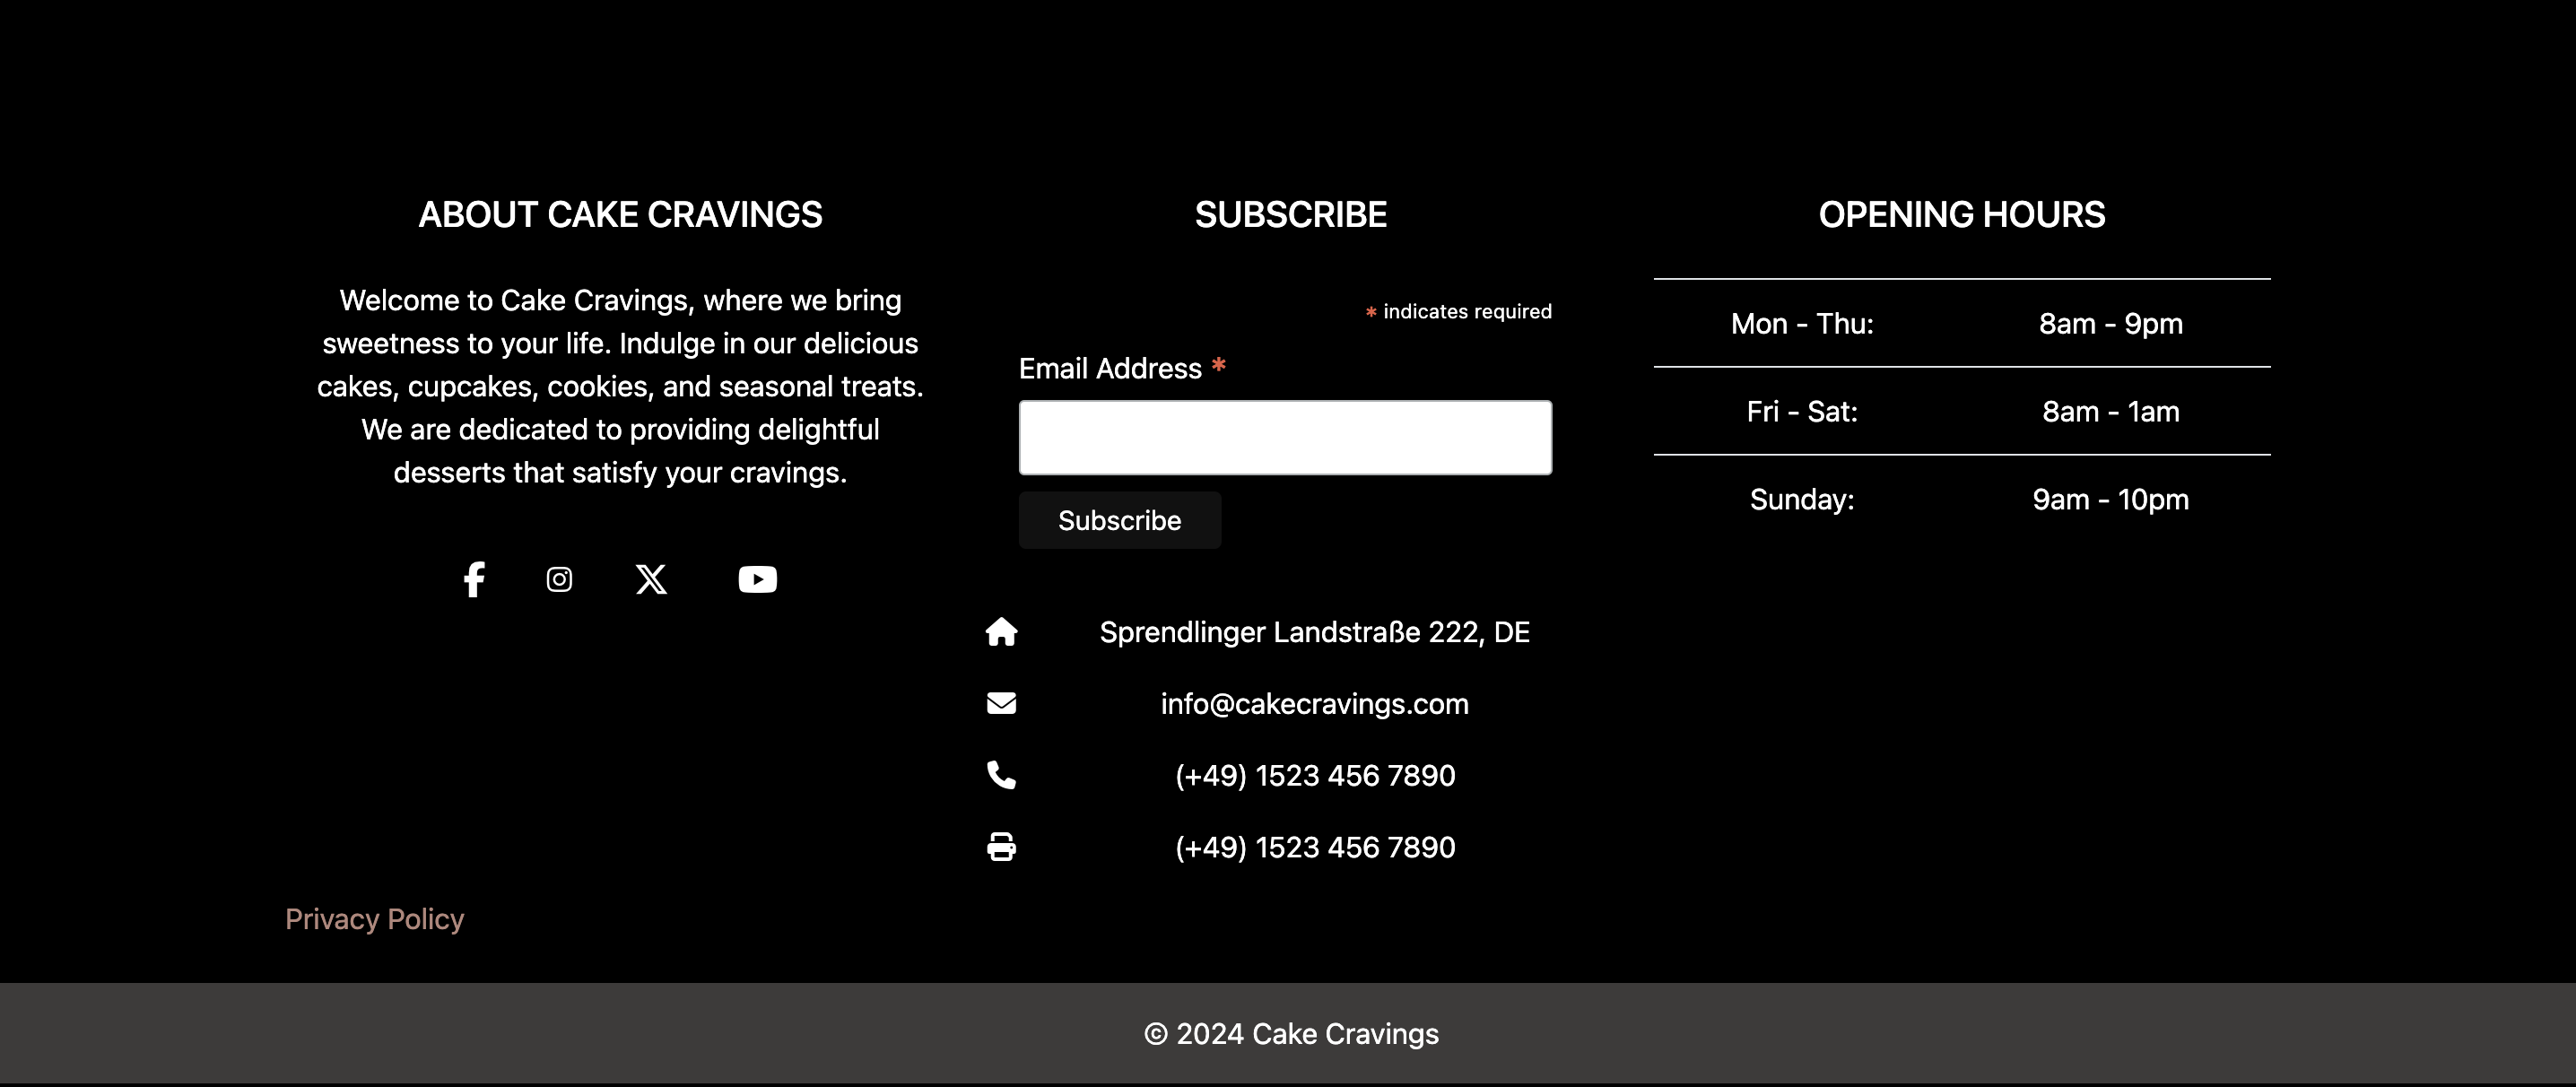 ABOUT CAKE CRAVINGS
Welcome to Cake Cravings, where we bring
sweetness to your life. Indulge in our delicious
cakes, cupcakes, cookies, and seasonal treats.
We are dedicated to providing delightful
desserts that satisfy your cravings.
SUBSCRIBE
* indicates required
Email Address *
Subscribe
Sprendlinger Landstraße 222, DE
info@cakecravings.com
(+49) 1523 456 7890
(+49) 1523 456 7890
OPENING HOURS
Mon - Thu: 8am - 9pm
Fri - Sat: 8am - 1am
Sunday: 9am - 10pm
Privacy Policy
© 2024 Cake Cravings